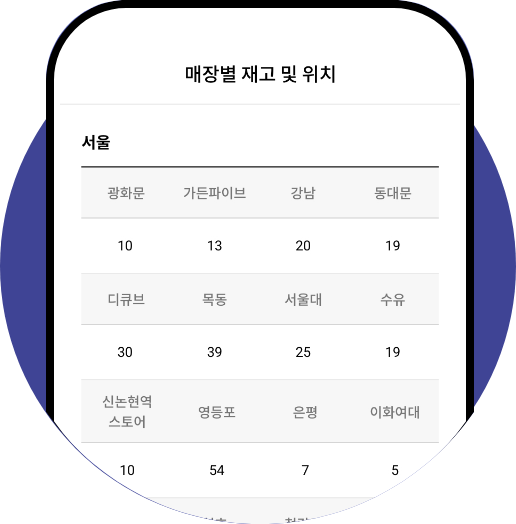 매장별 재고 및 위치
서울
광화문 가든파이브 강남 동대문
10 13 20 19
디큐브 목동 서울대 수유
30 39 25 19
신논현역 영등포 은평 이화여대
스토어
10 54 7 5